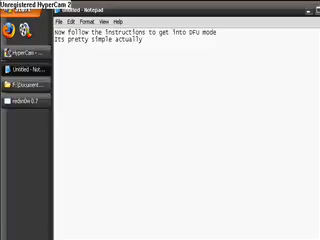 Unregistered HyperCam 2
Untitled - Notepad
File Edit Format View Help
Now follow the instructions to get into DFU mode
Its pretty simple actually
HyperCam - ...
Untitled - Not...
F:\Document...
redsn0w 0.7